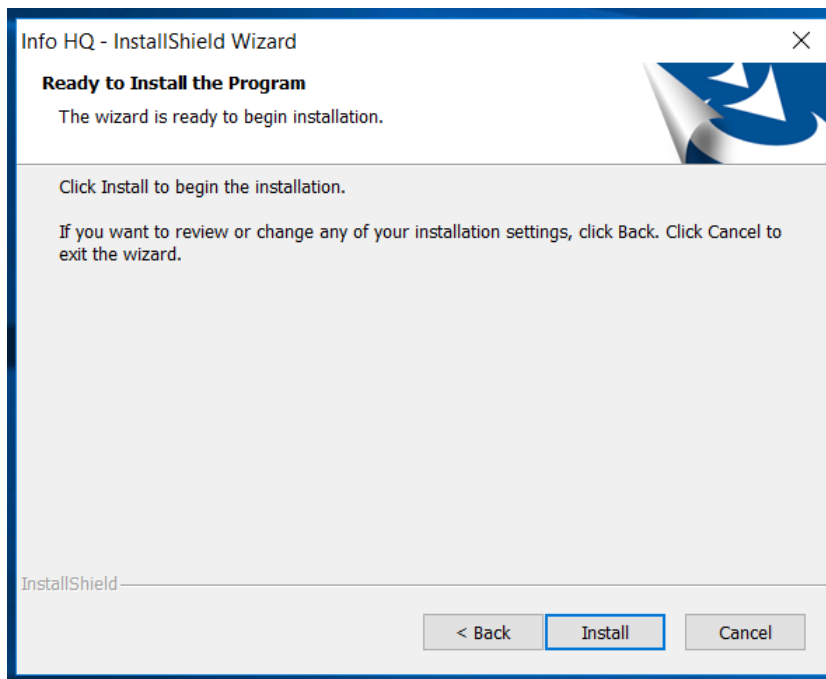 Info HQ - InstallShield Wizard
Ready to Install the Program
The wizard is ready to begin installation.
Click Install to begin the installation.
If you want to review or change any of your installation settings, click Back. Click Cancel to
exit the wizard.
InstallShield
< Back Install Cancel